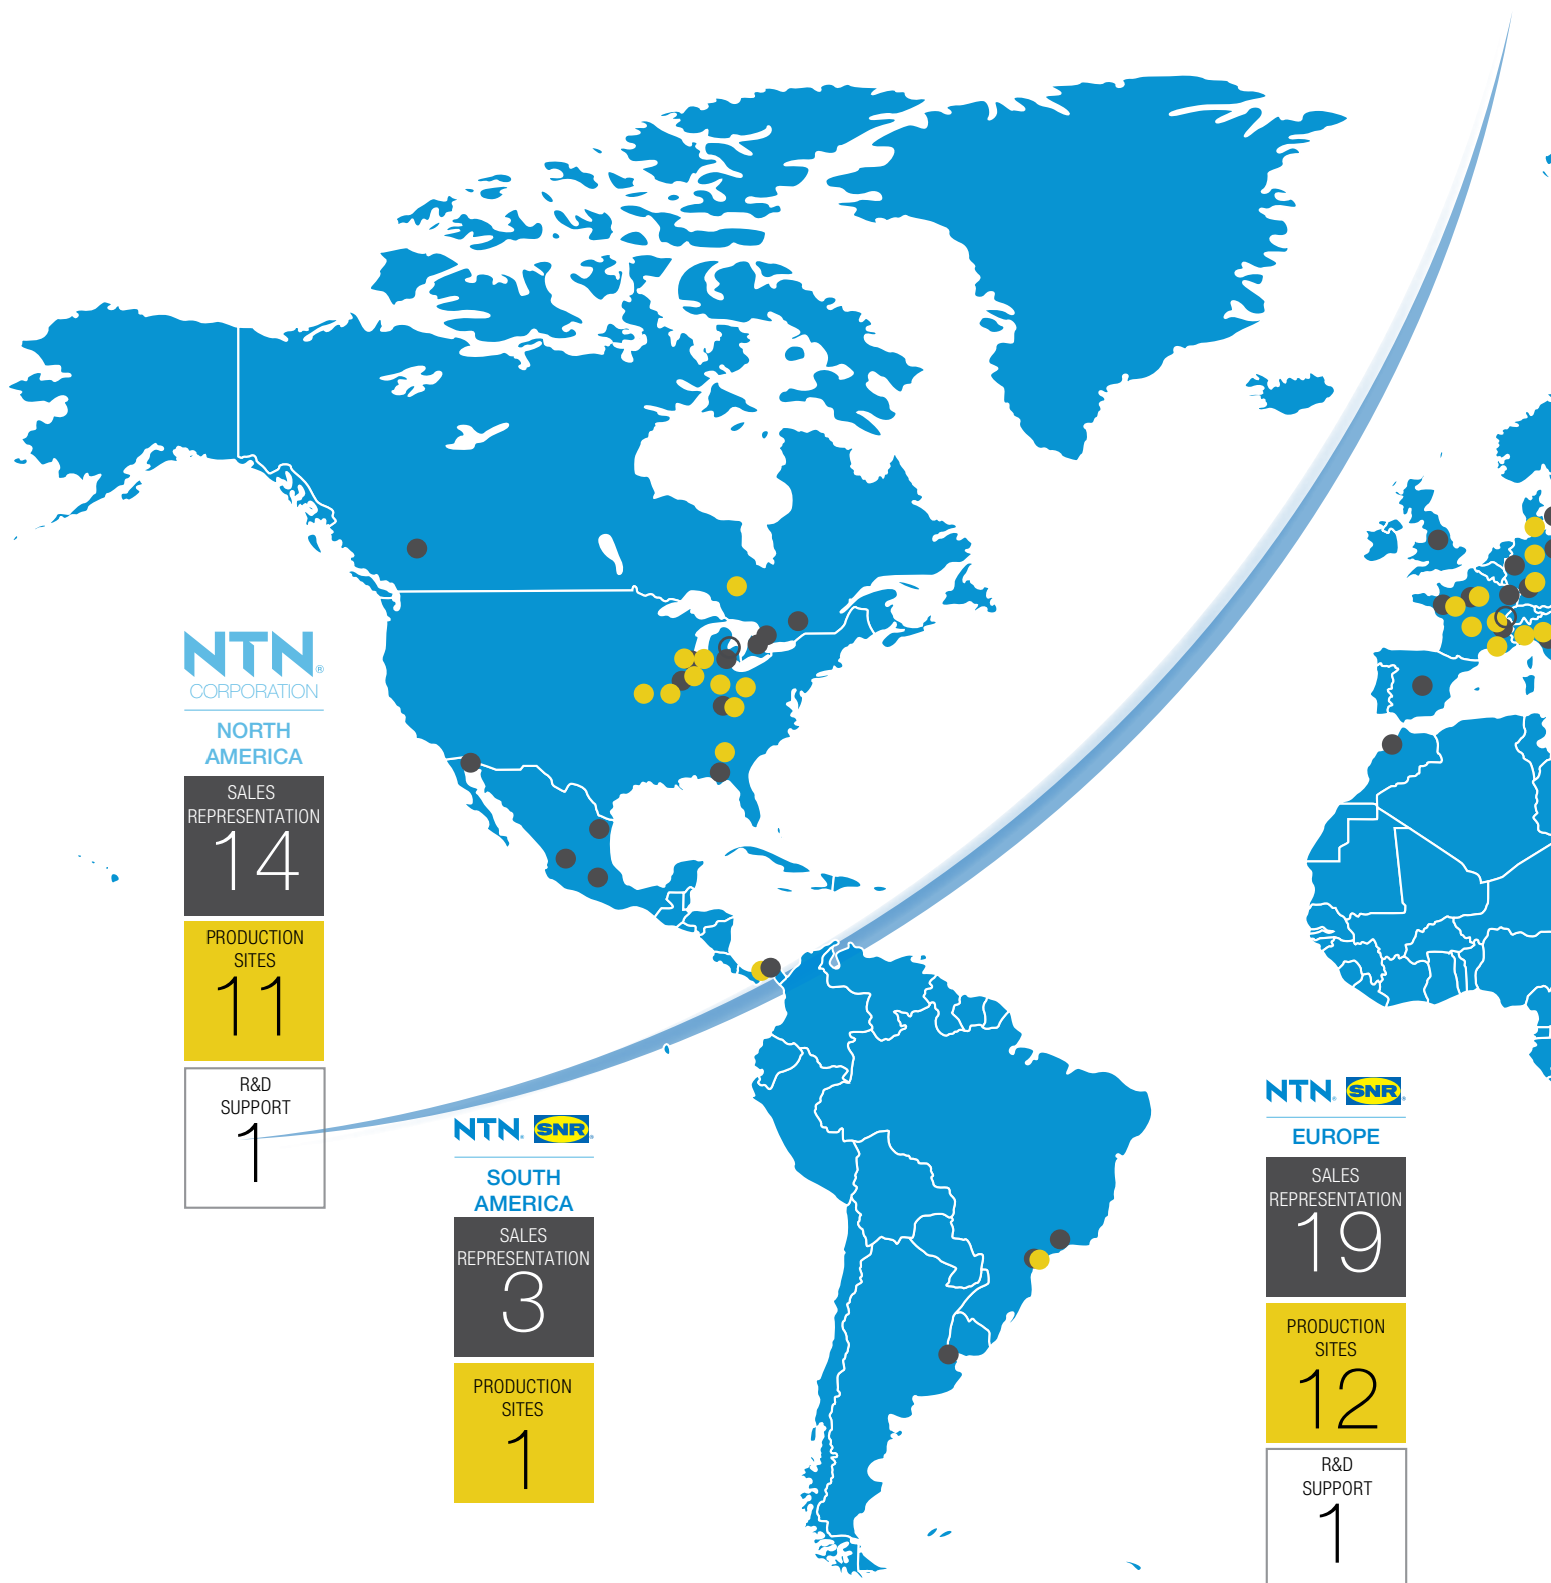 NTN®
CORPORATION
NORTH
AMERICA
SALES
REPRESENTATION
14
PRODUCTION
SITES
11
R&D
SUPPORT
1
NTN® SNR®
SOUTH
AMERICA
SALES
REPRESENTATION
3
PRODUCTION
SITES
1
NTN® SNR®
EUROPE
SALES
REPRESENTATION
19
PRODUCTION
SITES
12
R&D
SUPPORT
1